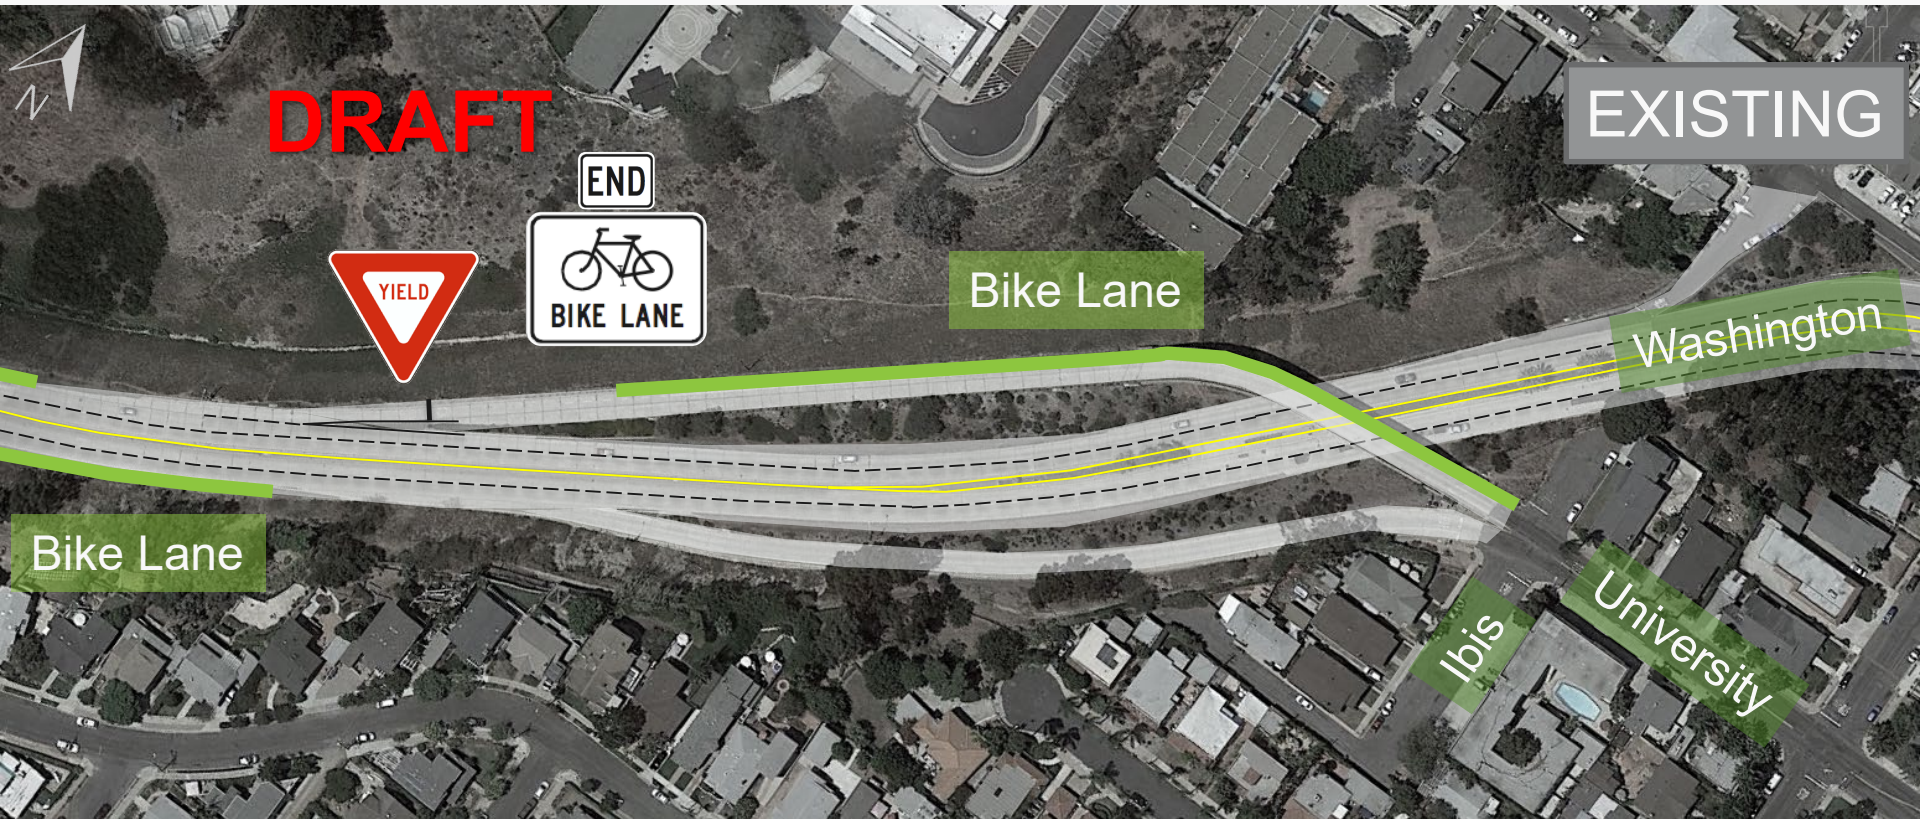 N
DRAFT
EXISTING
END
BIKE LANE
YIELD
Bike Lane
Washington
Bike Lane
Ibis
University